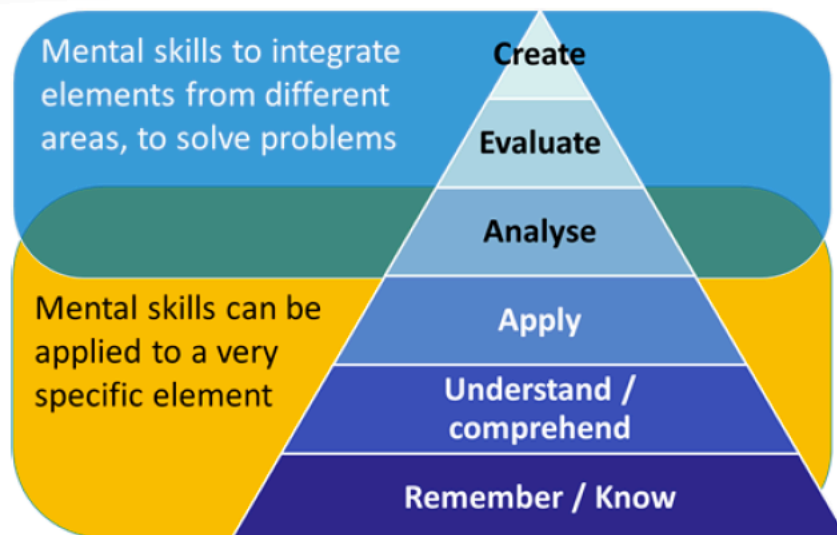 Mental skills to integrate
elements from different
areas, to solve problems
Create
Evaluate
Analyse
Mental skills can be
applied to a very
specific element
Apply
Understand /
comprehend
Remember / Know